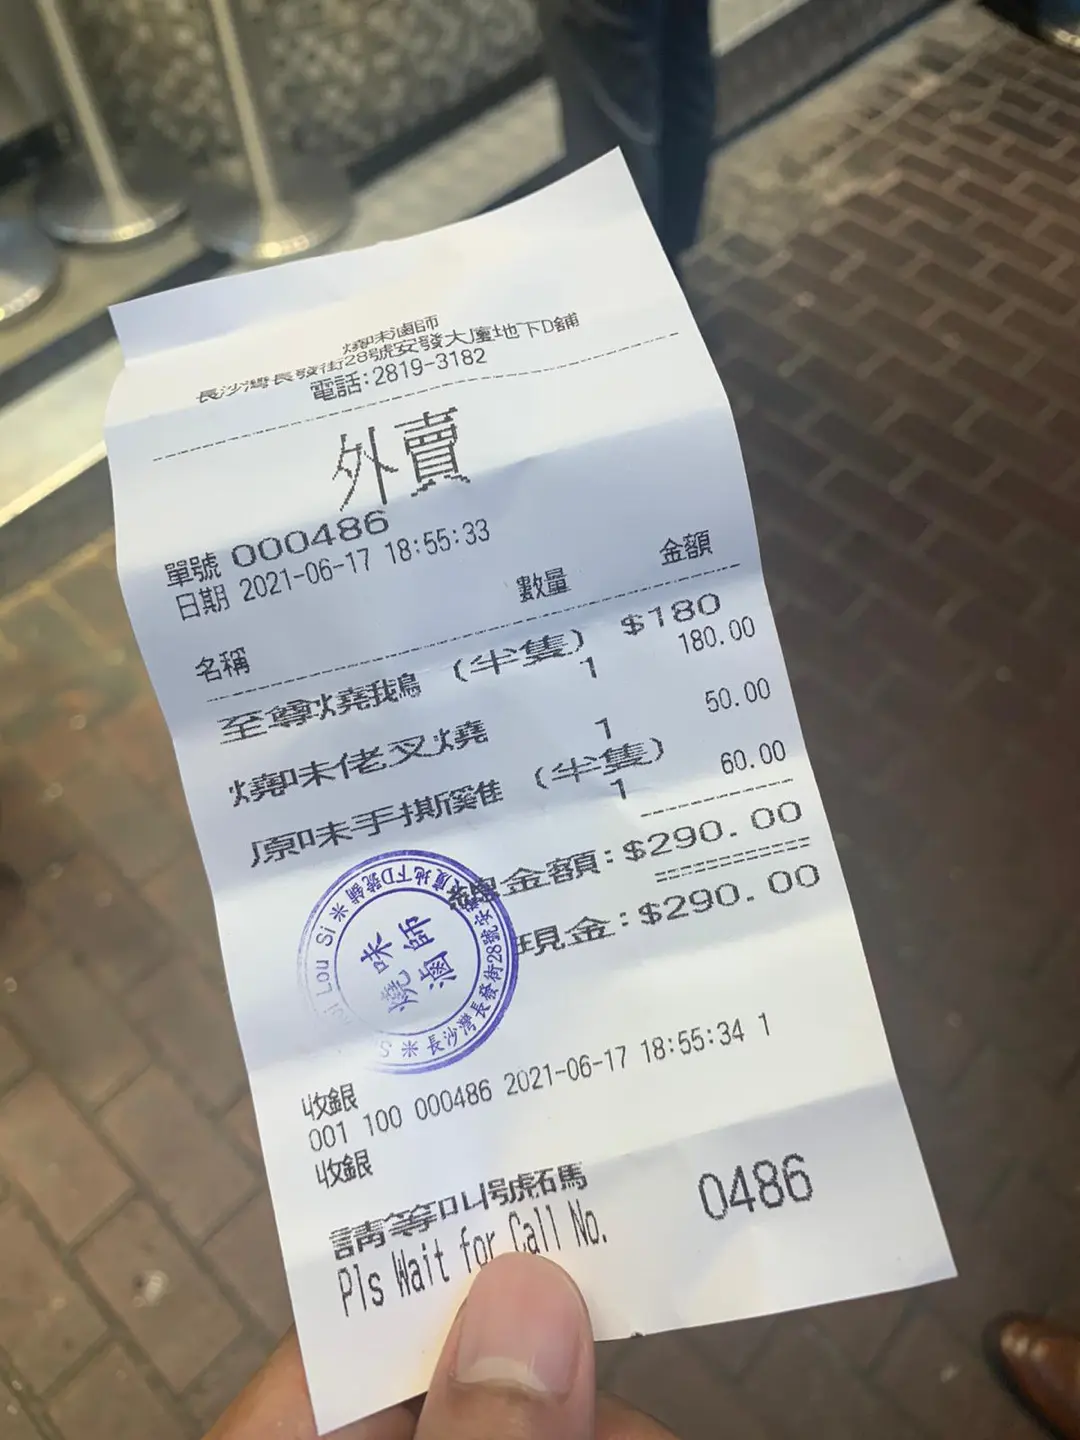 燒味滷師
長沙灣長發街28號安發大廈地下D舖
電話:2819-3182
外賣
單號 000486
日期 2021-06-17 18:55:33
名稱 數量 金額
至尊燒鵝 (半隻) $180
1 180.00
燒味佬叉燒 1 50.00
原味手撕雞 (半隻)
1 60.00
總金額:$290.00
現金:$290.00
燒味
滷師
Lou Si ※ 長沙灣長發街28號安發大廈地下D號舖 ※
收銀
001 100 000486 2021-06-17 18:55:34 1
收銀
請等叫號碼
Pls Wait for Call No. 0486